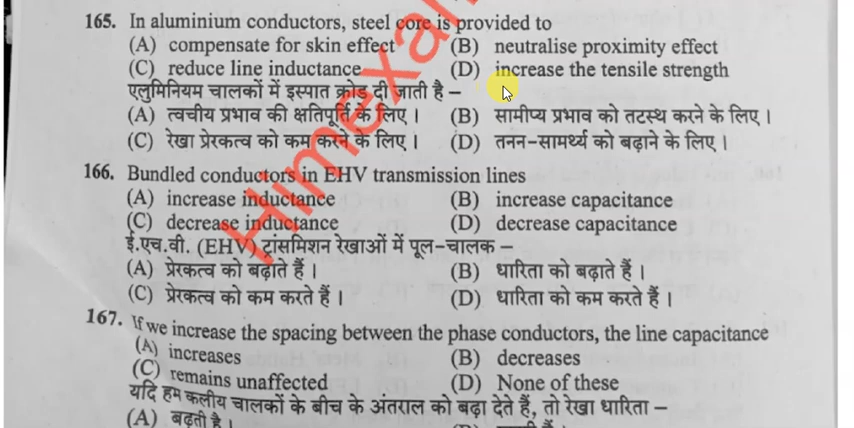 165. In aluminium conductors, steel core is provided to
(A) compensate for skin effect (B) neutralise proximity effect
(C) reduce line inductance (D) increase the tensile strength
एलुमिनियम चालकों में इस्पात क्रोड दी जाती है –
(A) त्वचीय प्रभाव की क्षतिपूर्ति के लिए । (B) सामीप्य प्रभाव को तटस्थ करने के लिए ।
(C) रेखा प्रेरकत्व को कम करने के लिए । (D) तनन-सामर्थ्य को बढ़ाने के लिए ।
166. Bundled conductors in EHV transmission lines
(A) increase inductance (B) increase capacitance
(C) decrease inductance (D) decrease capacitance
ई.एच.वी. (EHV) ट्रांसमिशन रेखाओं में पूल-चालक –
(A) प्रेरकत्व को बढ़ाते हैं । (B) धारिता को बढ़ाते हैं ।
(C) प्रेरकत्व को कम करते हैं । (D) धारिता को कम करते हैं ।
167. If we increase the spacing between the phase conductors, the line capacitance
(A) increases (B) decreases
(C) remains unaffected (D) None of these
यदि हम कलीय चालकों के बीच के अंतराल को बढ़ा देते हैं, तो रेखा धारिता –
(A) बढ़ती है ।
Himexam